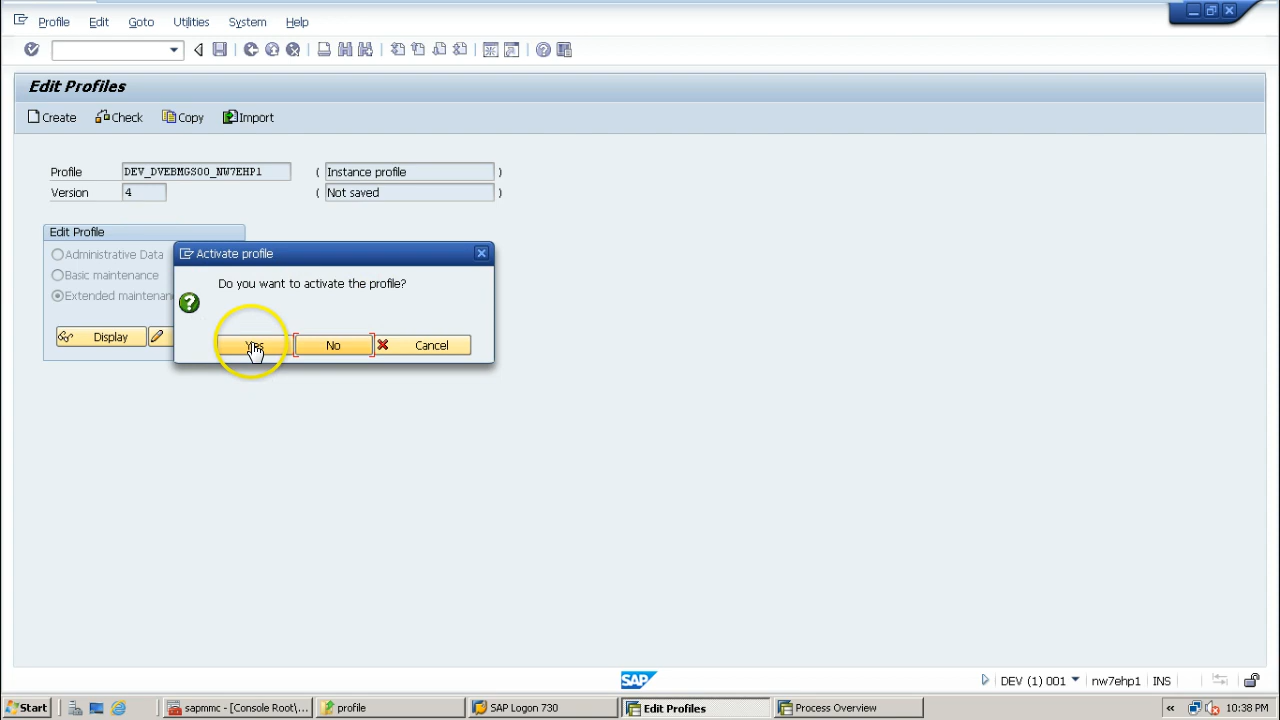 Profile Edit Goto Utilities System Help
Edit Profiles
Create Check Copy Import
Profile DEV_DVEBMGS00_NW7EHP1 ( Instance profile )
Version 4 ( Not saved )
Edit Profile
Administrative Data
Basic maintenance
Extended maintenanc
Display
Activate profile
Do you want to activate the profile?
Yes No Cancel
SAP DEV (1) 001 nw7ehp1 INS
Start sapmmc - [Console Root\... profile SAP Logon 730 Edit Profiles Process Overview « 10:38 PM